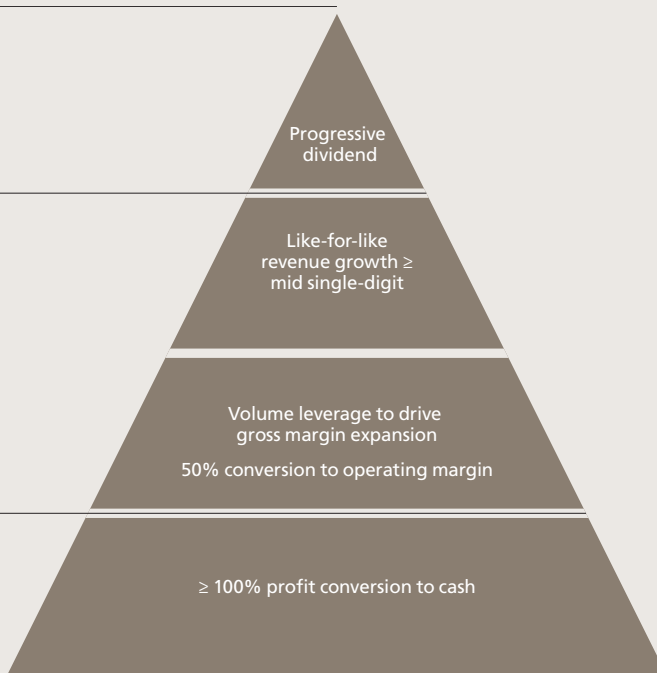 Progressive
dividend
Like-for-like
revenue growth ≥
mid single-digit
Volume leverage to drive
gross margin expansion
50% conversion to operating margin
≥ 100% profit conversion to cash